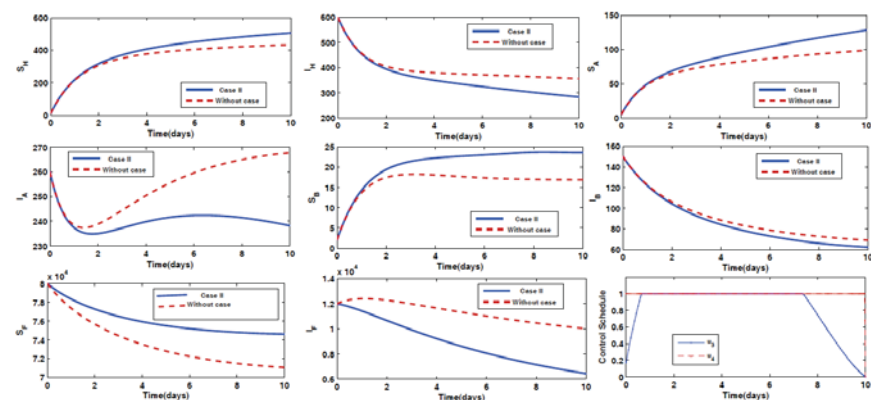 600
400
200
0
S_H
Case II
Without case
0 2 4 6 8 10
Time(days)
600
500
400
300
200
I_H
Case II
Without case
0 2 4 6 8 10
Time(days)
150
100
50
0
S_A
Case II
Without case
0 2 4 6 8 10
Time(days)
270
260
250
240
230
I_A
Case II
Without case
0 2 4 6 8 10
Time(days)
25
20
15
10
5
0
S_B
Case II
Without case
0 2 4 6 8 10
Time(days)
160
140
120
100
80
60
I_B
Case II
Without case
0 2 4 6 8 10
Time(days)
x 10^4
8
7.8
7.6
7.4
7.2
7
S_F
Case II
Without case
0 2 4 6 8 10
Time(days)
x 10^4
1.4
1.2
1
0.8
0.6
I_F
Case II
Without case
0 2 4 6 8 10
Time(days)
1
0.8
0.6
0.4
0.2
0
Control Schedule
u_3
u_4
0 2 4 6 8 10
Time(days)